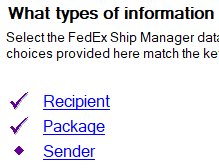 What types of information
Select the FedEx Ship Manager data
choices provided here match the ke
Recipient
Package
Sender